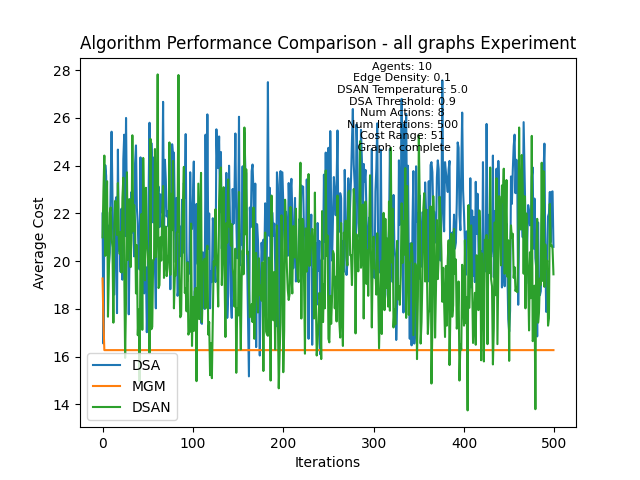 Algorithm Performance Comparison - all graphs Experiment
Agents: 10
Edge Density: 0.1
DSAN Temperature: 5.0
DSA Threshold: 0.9
Num Actions: 8
Num Iterations: 500
Cost Range: 51
Graph: complete
Average Cost
28
26
24
22
20
18
16
14
DSA
MGM
DSAN
0
100
200
300
400
500
Iterations